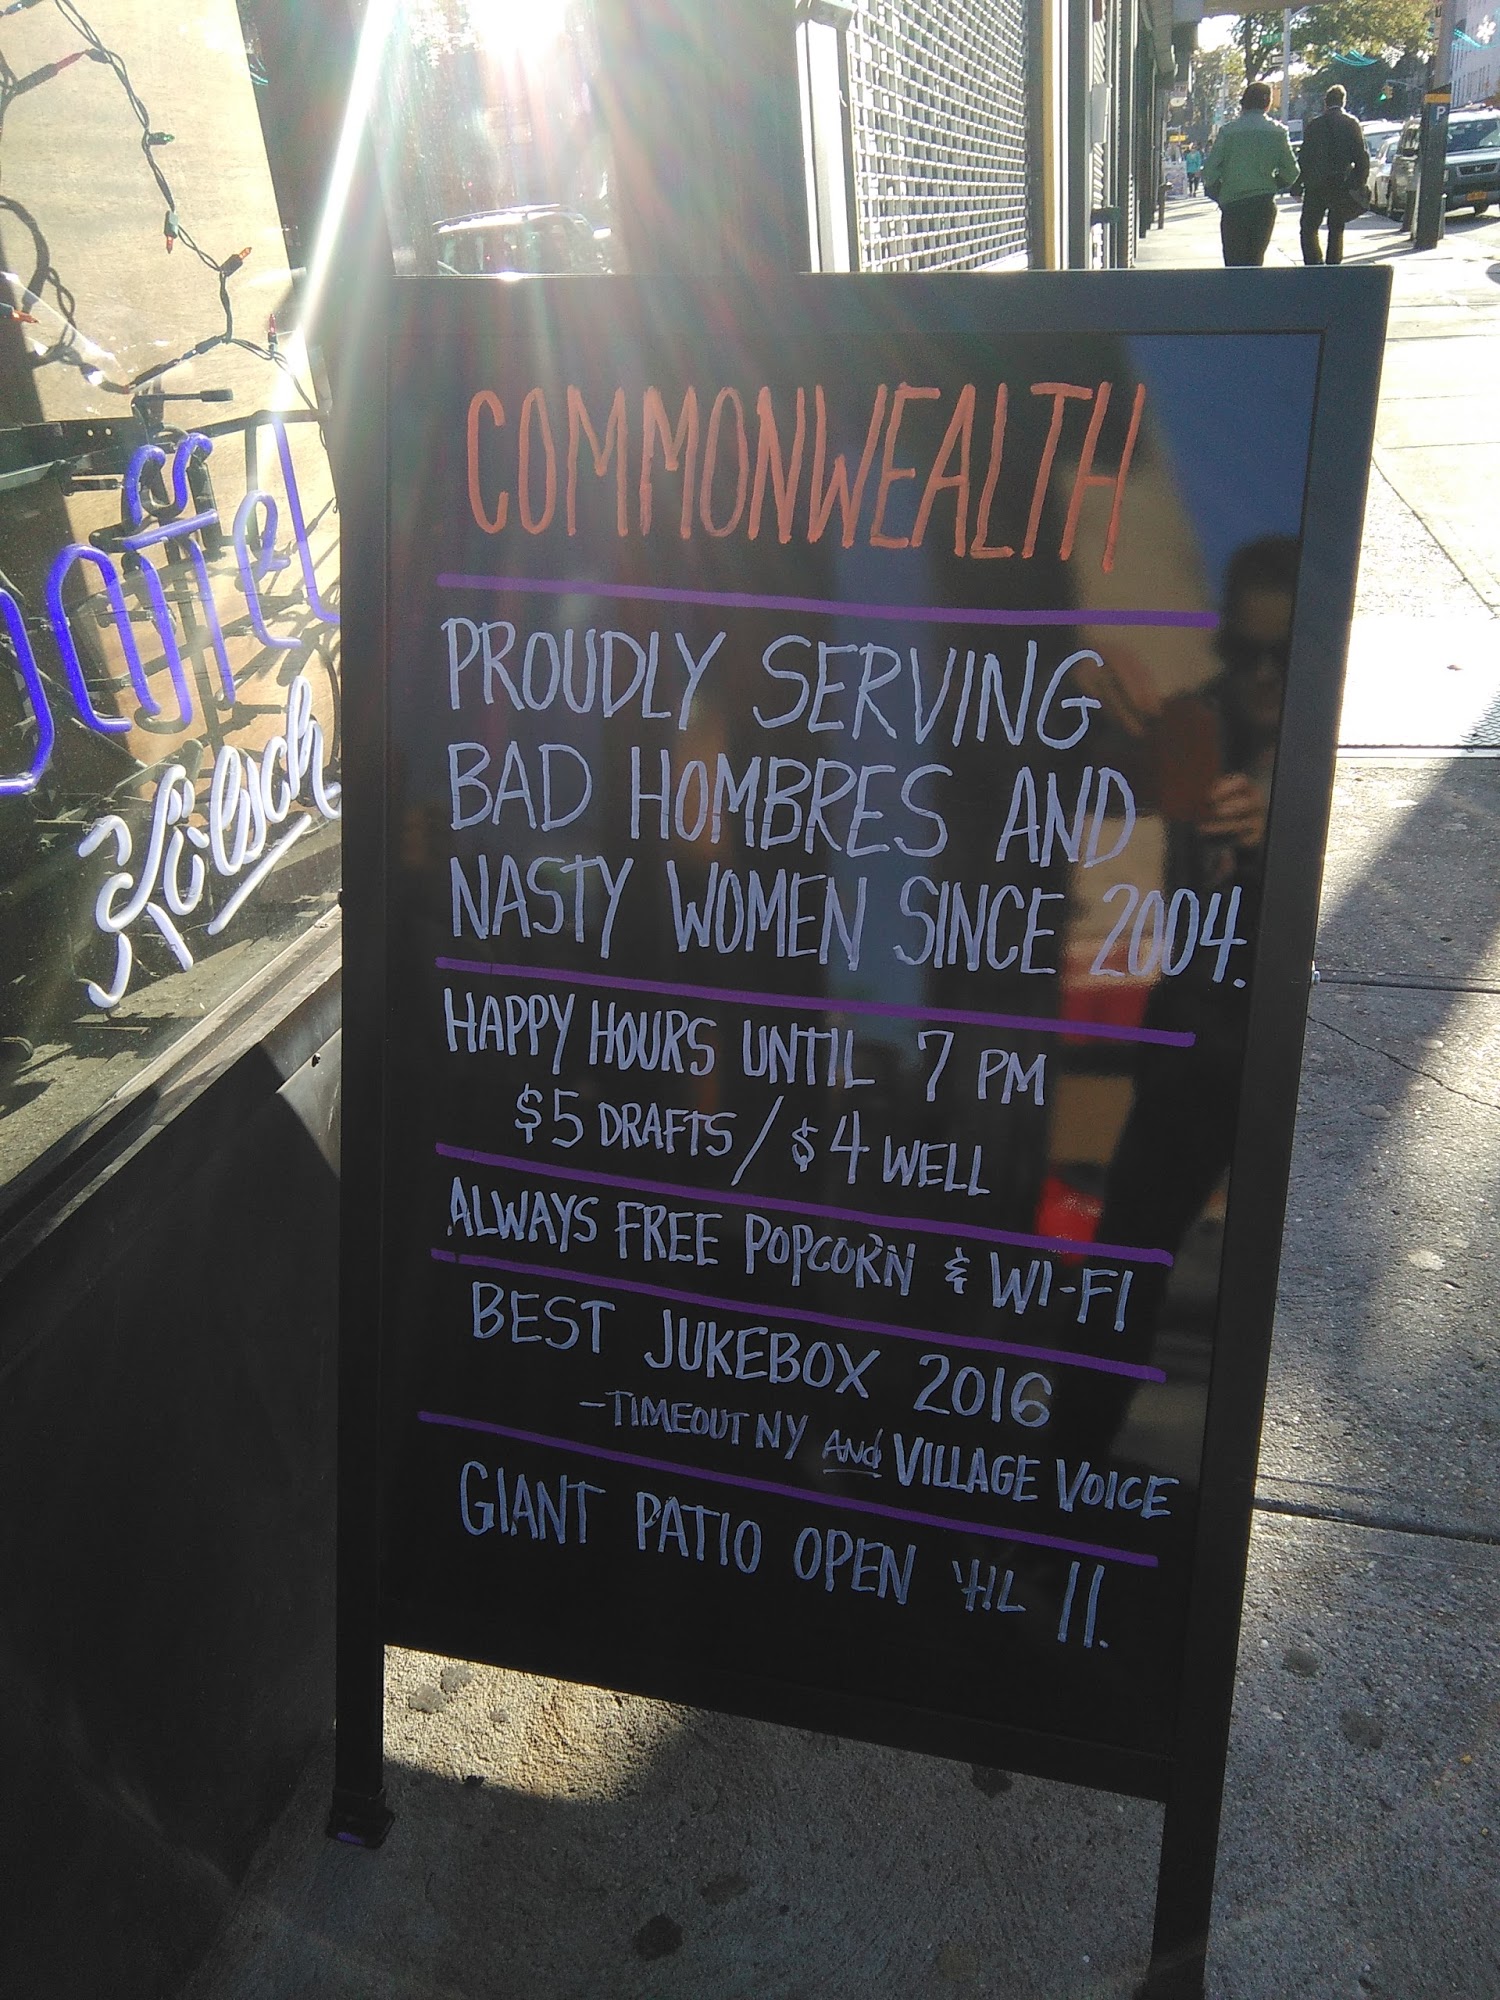 COMMONWEALTH
PROUDLY SERVING
BAD HOMBRES AND
NASTY WOMEN SINCE 2004.
HAPPY HOURS UNTIL 7 PM
$5 DRAFTS / $4 WELL
ALWAYS FREE POPCORN & WI-FI
BEST JUKEBOX 2016
-TIMEOUT NY AND VILLAGE VOICE
GIANT PATIO OPEN 'TIL 11.
Kölsch
P